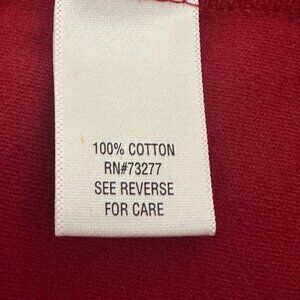 100% COTTON
RN#73277
SEE REVERSE
FOR CARE